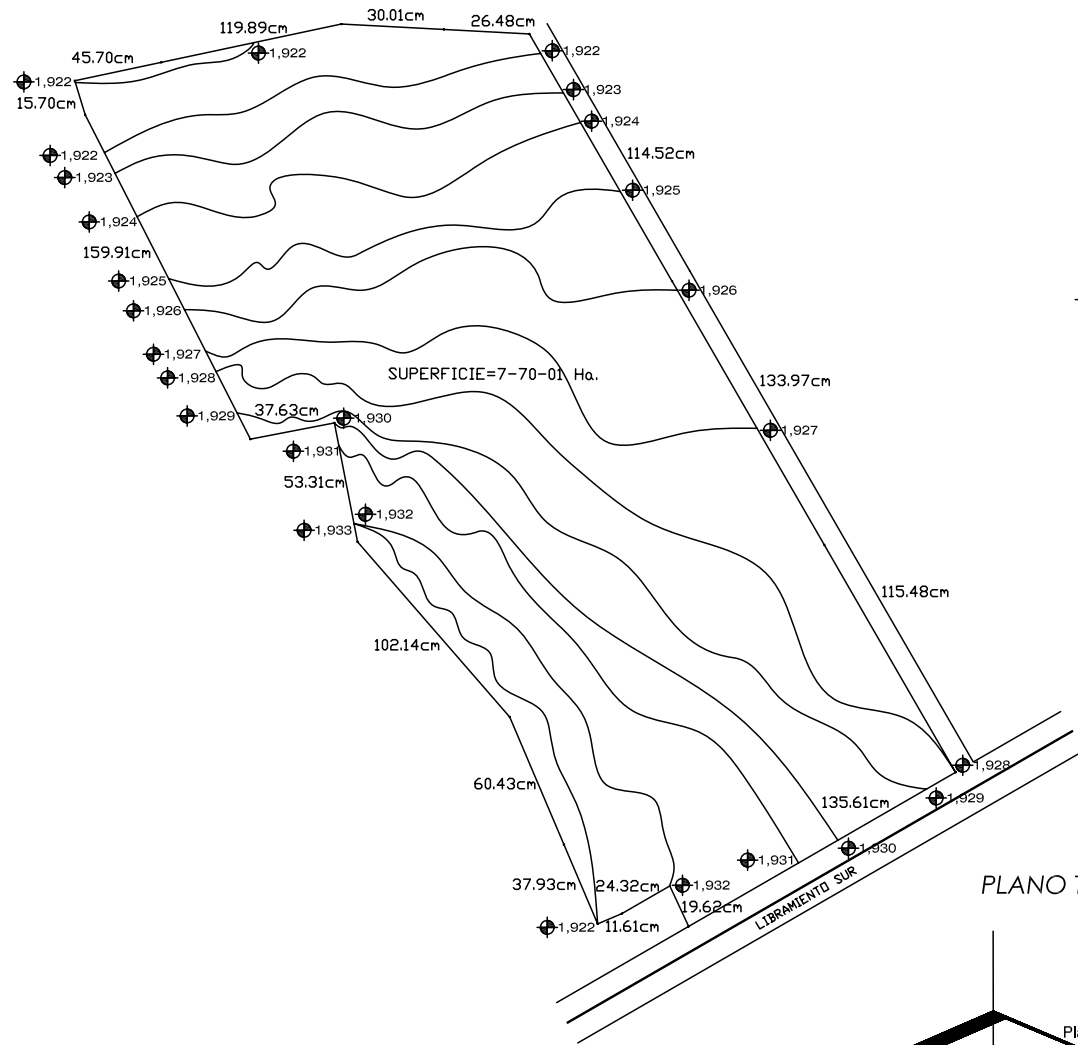 30.01cm
119.89cm
26.48cm
45.70cm
1,922
1,922
1,922
15.70cm
1,923
1,924
114.52cm
1,922
1,923
1,925
1,924
159.91cm
1,925
1,926
1,926
1,927
SUPERFICIE=7-70-01 Ha.
1,928
133.97cm
1,929
37.63cm
1,930
1,927
1,931
53.31cm
1,932
1,933
115.48cm
102.14cm
1,928
60.43cm
135.61cm
1,929
1,930
1,931
37.93cm
24.32cm
1,932
19.62cm
LIBRAMIENTO SUR
1,922
11.61cm
PLANO